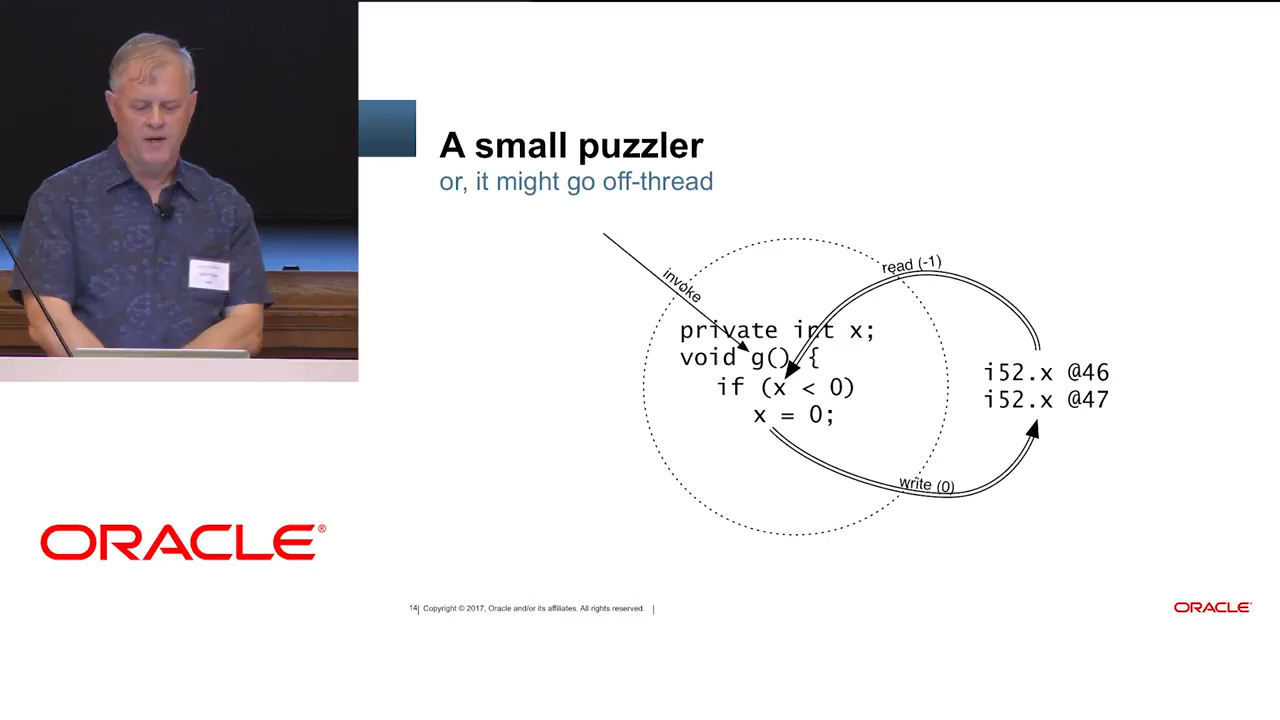 A small puzzler
or, it might go off-thread
invoke
read (-1)
private int x;
void g() {
if (x < 0)
x = 0;
i52.x @46
i52.x @47
write (0)
ORACLE®
14| Copyright © 2017, Oracle and/or its affiliates. All rights reserved. |
ORACLE®